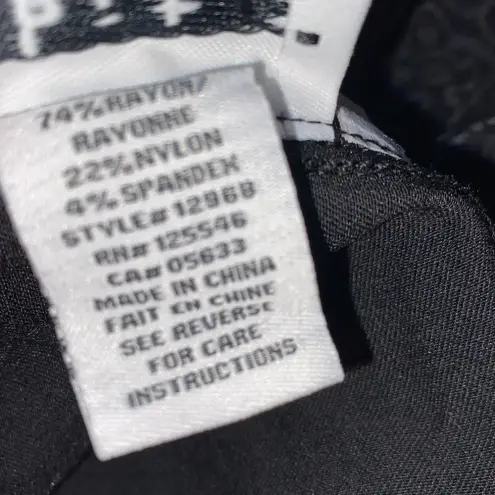 74%RAYON/
RAYONNE
22%NYLON
4%SPANDEX
STYLE#12968
RN#125546
CA#05633
MADE IN CHINA
FAIT EN CHINE
SEE REVERSE
FOR CARE
INSTRUCTIONS